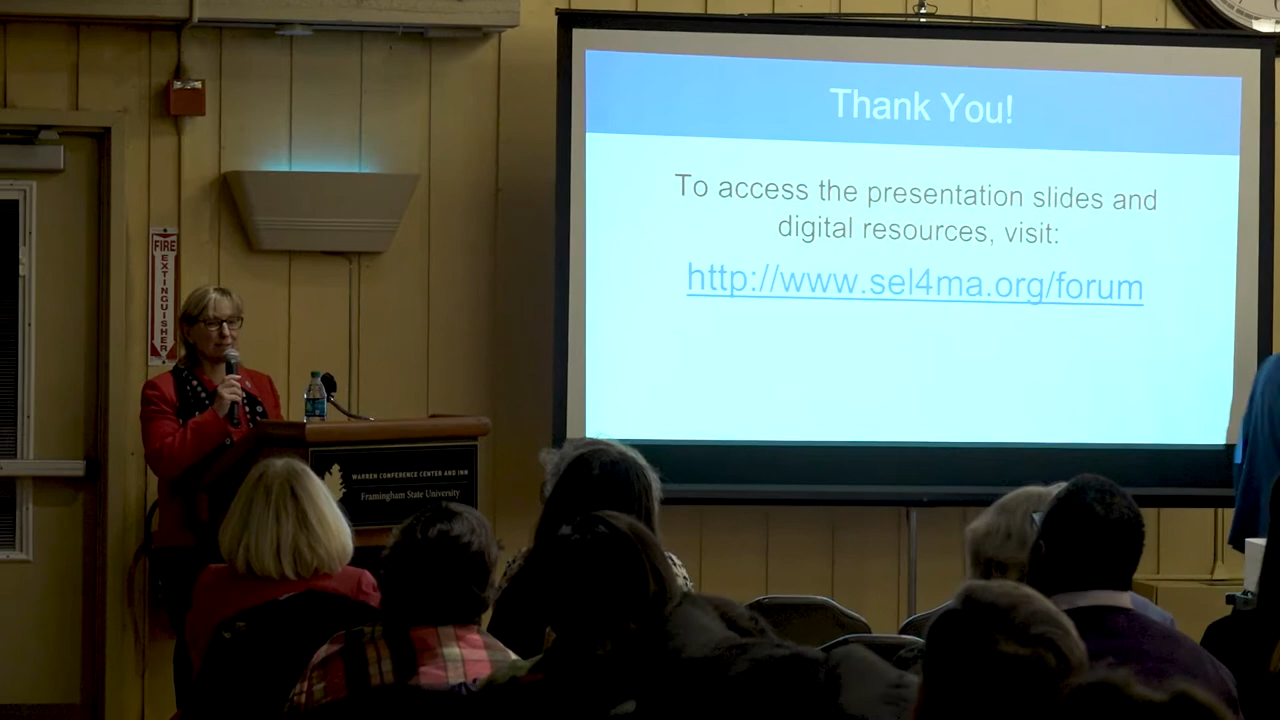 Thank You!
To access the presentation slides and
digital resources, visit:
http://www.sel4ma.org/forum
FIRE
EXTINGUISHER
WARREN CONFERENCE CENTER AND INN
Framingham State University